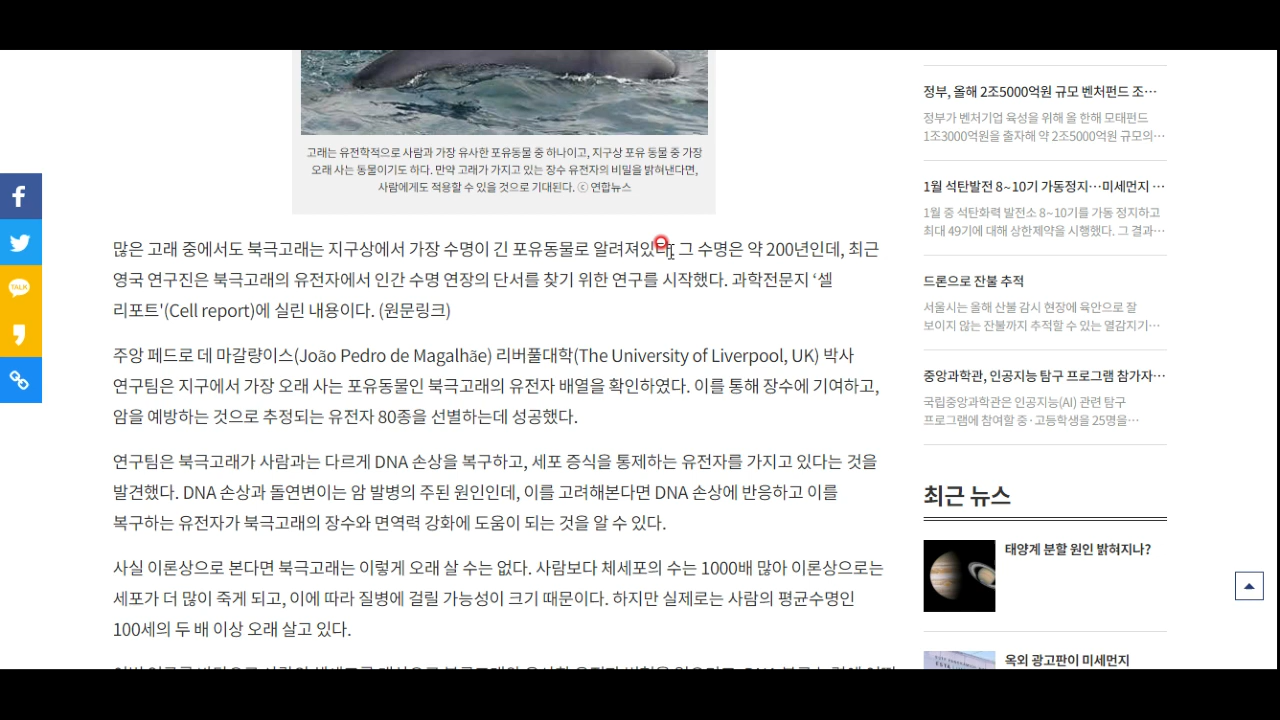 고래는 유전학적으로 사람과 가장 유사한 포유동물 중 하나이고, 지구상 포유 동물 중 가장
오래 사는 동물이기도 하다. 만약 고래가 가지고 있는 장수 유전자의 비밀을 밝혀낸다면,
사람에게도 적용할 수 있을 것으로 기대된다. ⓒ 연합뉴스
많은 고래 중에서도 북극고래는 지구상에서 가장 수명이 긴 포유동물로 알려져있다. 그 수명은 약 200년인데, 최근
영국 연구진은 북극고래의 유전자에서 인간 수명 연장의 단서를 찾기 위한 연구를 시작했다. 과학전문지 ‘셀
리포트'(Cell report)에 실린 내용이다. (원문링크)
주앙 페드로 데 마갈량이스(João Pedro de Magalhãe) 리버풀대학(The University of Liverpool, UK) 박사
연구팀은 지구에서 가장 오래 사는 포유동물인 북극고래의 유전자 배열을 확인하였다. 이를 통해 장수에 기여하고,
암을 예방하는 것으로 추정되는 유전자 80종을 선별하는데 성공했다.
연구팀은 북극고래가 사람과는 다르게 DNA 손상을 복구하고, 세포 증식을 통제하는 유전자를 가지고 있다는 것을
발견했다. DNA 손상과 돌연변이는 암 발병의 주된 원인인데, 이를 고려해본다면 DNA 손상에 반응하고 이를
복구하는 유전자가 북극고래의 장수와 면역력 강화에 도움이 되는 것을 알 수 있다.
사실 이론상으로 본다면 북극고래는 이렇게 오래 살 수는 없다. 사람보다 체세포의 수는 1000배 많아 이론상으로는
세포가 더 많이 죽게 되고, 이에 따라 질병에 걸릴 가능성이 크기 때문이다. 하지만 실제로는 사람의 평균수명인
100세의 두 배 이상 오래 살고 있다.
TALK
정부, 올해 2조5000억원 규모 벤처펀드 조…
정부가 벤처기업 육성을 위해 올 한해 모태펀드
1조3000억원을 출자해 약 2조5000억원 규모의…
1월 석탄발전 8~10기 가동정지…미세먼지 …
1월 중 석탄화력 발전소 8~10기를 가동 정지하고
최대 49기에 대해 상한제약을 시행했다. 그 결과…
드론으로 잔불 추적
서울시는 올해 산불 감시 현장에 육안으로 잘
보이지 않는 잔불까지 추적할 수 있는 열감지기…
중앙과학관, 인공지능 탐구 프로그램 참가자…
국립중앙과학관은 인공지능(AI) 관련 탐구
프로그램에 참여할 중·고등학생을 25명을…
최근 뉴스
태양계 분할 원인 밝혀지나?
옥외 광고판이 미세먼지